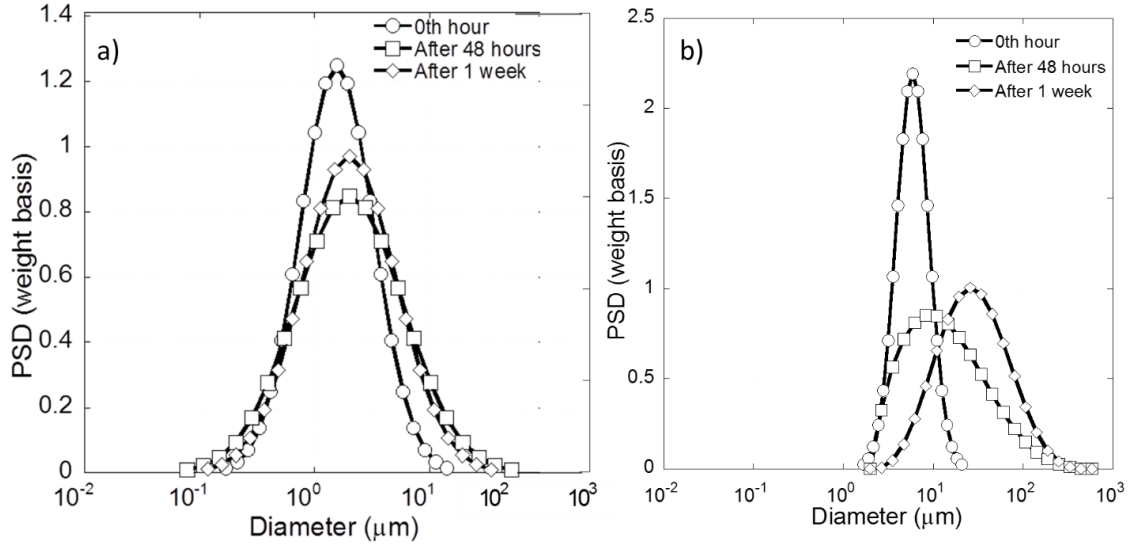 a)
0th hour
After 48 hours
After 1 week
1.4
1.2
1
0.8
0.6
0.4
0.2
0
PSD (weight basis)
10⁻² 10⁻¹ 10⁰ 10¹ 10² 10³
Diameter (μm)
b)
0th hour
After 48 hours
After 1 week
2.5
2
1.5
1
0.5
0
PSD (weight basis)
10⁻² 10⁻¹ 10⁰ 10¹ 10² 10³
Diameter (μm)